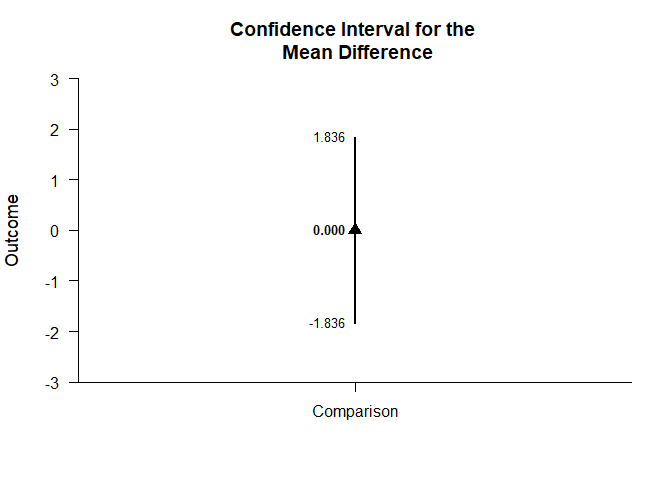 Confidence Interval for the
Mean Difference
3
2
1
0
-1
-2
-3
Outcome
1.836
0.000
-1.836
Comparison